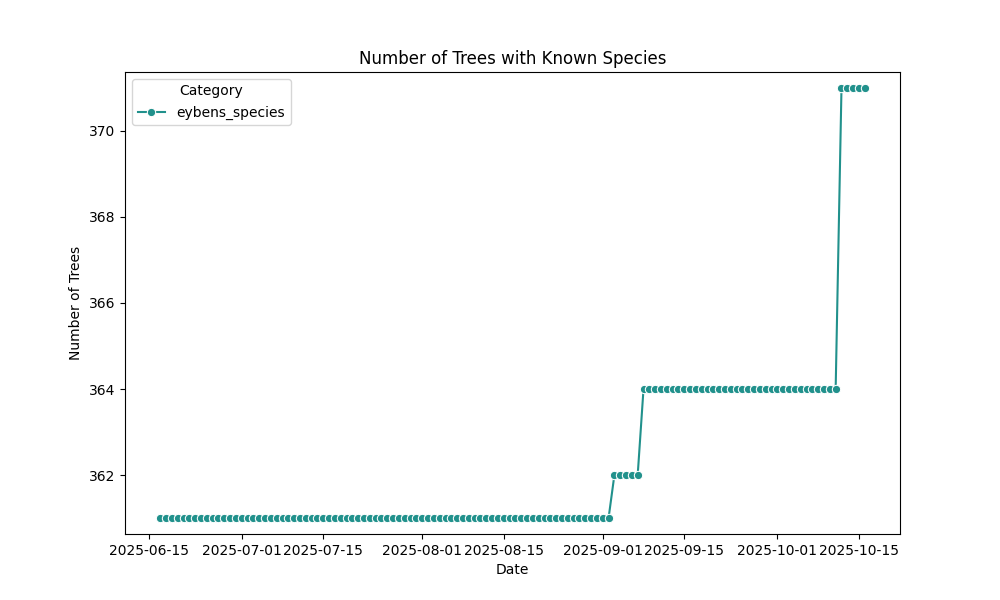 Number of Trees with Known Species
Category
eybens_species
Number of Trees
370
368
366
364
362
2025-06-15 2025-07-01 2025-07-15 2025-08-01 2025-08-15 2025-09-01 2025-09-15 2025-10-01 2025-10-15
Date